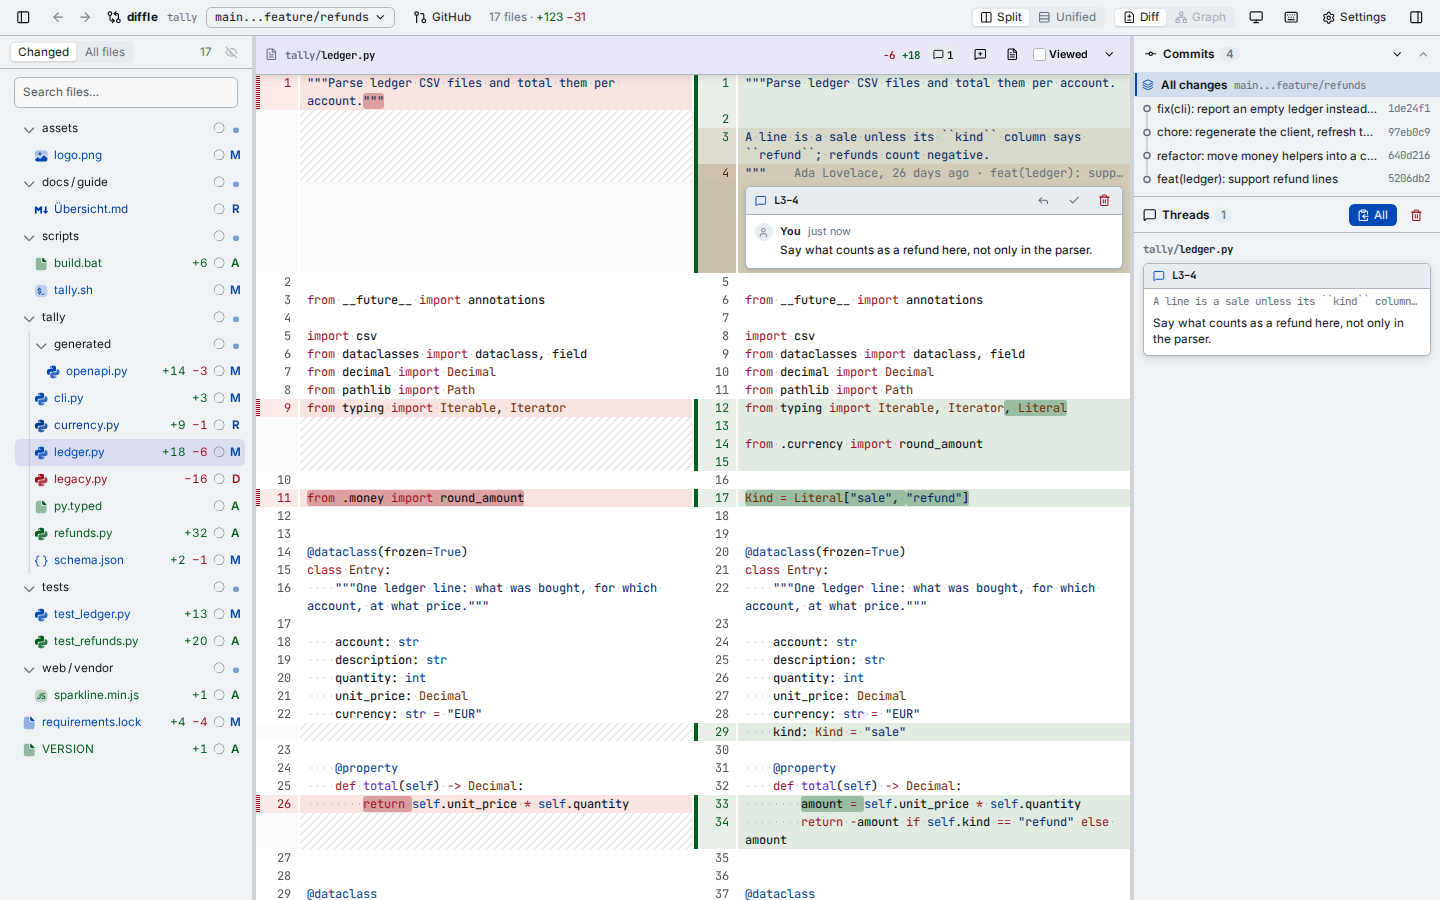 diffle tally main...feature/refunds GitHub 17 files · +123 −31 Split Unified Diff Graph Settings
Changed All files 17
Search files...
assets
logo.png M
docs / guide
Übersicht.md R
scripts
build.bat +6 A
tally.sh M
tally
generated
openapi.py +14 −3 M
cli.py +3 M
currency.py +9 −1 R
ledger.py +18 −6 M
legacy.py −16 D
py.typed A
refunds.py +32 A
schema.json +2 −1 M
tests
test_ledger.py +13 M
test_refunds.py +20 A
web / vendor
sparkline.min.js +1 A
requirements.lock +4 −4 M
VERSION +1 A
tally/ledger.py -6 +18 1 Viewed
1 """Parse ledger CSV files and total them per
account."""
2
3 from __future__ import annotations
4
5 import csv
6 from dataclasses import dataclass, field
7 from decimal import Decimal
8 from pathlib import Path
9 from typing import Iterable, Iterator
10
11 from .money import round_amount
12
13
14 @dataclass(frozen=True)
15 class Entry:
16 """One ledger line: what was bought, for which
account, at what price."""
17
18 account: str
19 description: str
20 quantity: int
21 unit_price: Decimal
22 currency: str = "EUR"
23
24 @property
25 def total(self) -> Decimal:
26 return self.unit_price * self.quantity
27
28
29 @dataclass
1 """Parse ledger CSV files and total them per account.
2
3 A line is a sale unless its ``kind`` column says
``refund``; refunds count negative.
4 """ Ada Lovelace, 26 days ago · feat(ledger): supp…
L3–4
You just now
Say what counts as a refund here, not only in the parser.
5
6 from __future__ import annotations
7
8 import csv
9 from dataclasses import dataclass, field
10 from decimal import Decimal
11 from pathlib import Path
12 from typing import Iterable, Iterator, Literal
13
14 from .currency import round_amount
15
16
17 Kind = Literal["sale", "refund"]
18
19
20 @dataclass(frozen=True)
21 class Entry:
22 """One ledger line: what was bought, for which
account, at what price."""
23
24 account: str
25 description: str
26 quantity: int
27 unit_price: Decimal
28 currency: str = "EUR"
29 kind: Kind = "sale"
30
31 @property
32 def total(self) -> Decimal:
33 amount = self.unit_price * self.quantity
34 return -amount if self.kind == "refund" else
amount
35
36
37 @dataclass
Commits 4
All changes main...feature/refunds
fix(cli): report an empty ledger instead... 1de24f1
chore: regenerate the client, refresh t... 97eb0c9
refactor: move money helpers into a c... 640d216
feat(ledger): support refund lines 5206db2
Threads 1 All
tally/ledger.py
L3–4
A line is a sale unless its ``kind`` column…
Say what counts as a refund here, not only in
the parser.